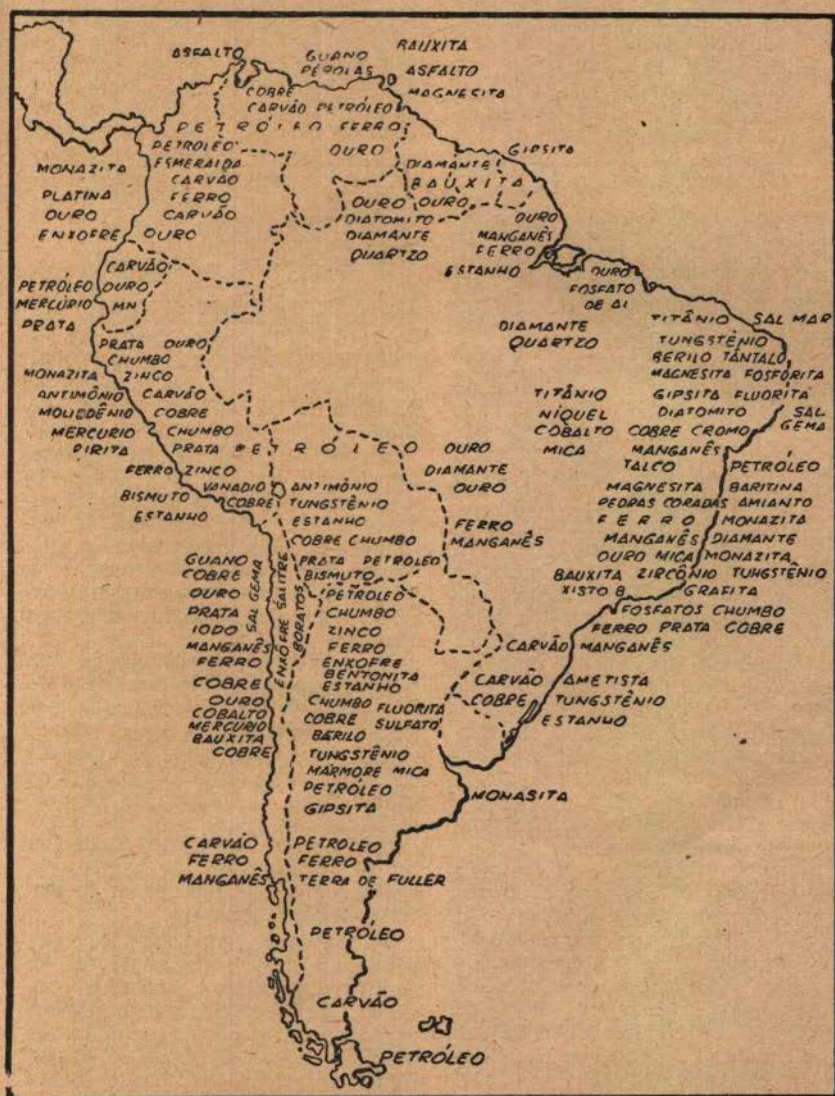 ASFALTO GUANO BAUXITA
PÉROLAS ASFALTO
COBRE MAGNESITA
CARVÃO PETRÓLEO
PETRÓLEO FERRO
PETRÓLEO OURO GIPSITA
MONAZITA ESMERALDA DIAMANTE
CARVÃO BAUXITA
PLATINA FERRO OURO OURO
OURO CARVÃO DIATOMITO OURO
ENXOFRE OURO DIAMANTE MANGANÊS
QUARTZO FERRO
CARVÃO ESTANHO OURO
PETRÓLEO OURO FOSFATO
MERCÚRIO MN DE Al
PRATA DIAMANTE TITÂNIO SAL MAR
PRATA OURO QUARTZO TUNGSTÊNIO
CHUMBO BERILO TÂNTALO
MONAZITA ZINCO MAGNESITA FOSFÓRITA
ANTIMÔNIO CARVÃO TITÂNIO GIPSITA FLUORITA
MOLIEDÊNIO COBRE NÍQUEL DIATOMITO SAL
MERCURIO CHUMBO COBALTO COBRE CROMO GEMA
PIRITA PRATA PETRÓLEO OURO MICA MANGANÊS
FERRO ZINCO DIAMANTE TALCO PETRÓLEO
VANADIO ANTIMÔNIO OURO MAGNESITA BARITINA
BISMUTO COBRE TUNGSTÊNIO PEDRAS CORADAS AMIANTO
ESTANHO ESTANHO FERRO FERRO MONAZITA
COBRE CHUMBO MANGANÊS MANGANÊS DIAMANTE
GUANO PRATA PETROLEO OURO MICA MONAZITA
COBRE BISMUTO BAUXITA ZIRCÔNIO TUNGSTÊNIO
OURO SAL GEMA ENXOFRE SALITRE BORATOS PETRÓLEO XISTO B GRAFITA
PRATA CHUMBO FOSFATOS CHUMBO
IODO ZINCO FERRO PRATA COBRE
MANGANÊS FERRO CARVÃO MANGANÊS
FERRO ENXOFRE
BENTONITA
COBRE ESTANHO CARVÃO AMETISTA
OURO CHUMBO FLUORITA COBRE TUNGSTÊNIO
COBALTO COBRE SULFATO ESTANHO
MERCURIO BERILO
BAUXITA
COBRE TUNGSTÊNIO
MÁRMORE MICA
PETRÓLEO MONASITA
GIPSITA
CARVÃO PETROLEO
FERRO FERRO
MANGANÊS TERRA DE FULLER
PETRÓLEO
CARVÃO
PETRÓLEO